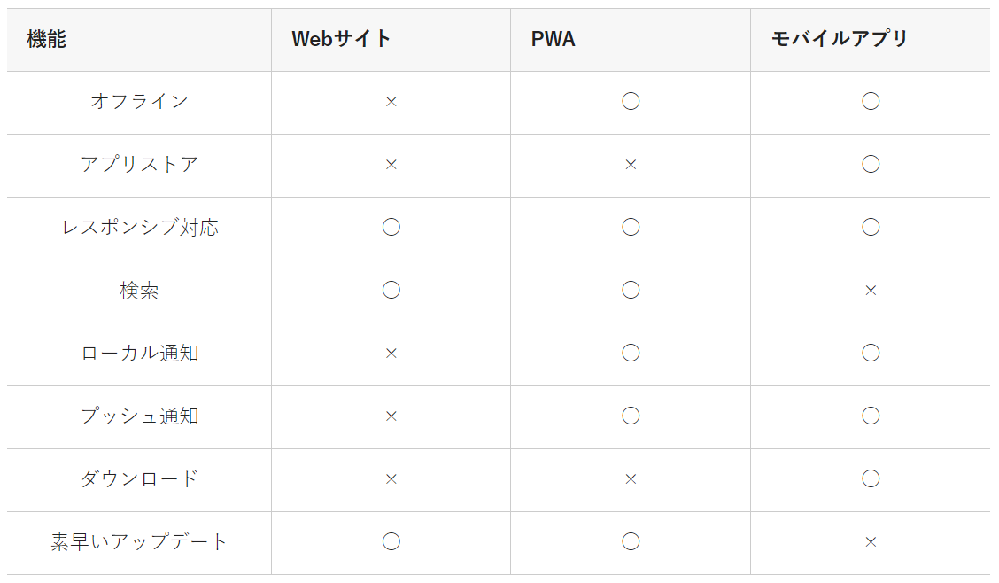 機能 Webサイト PWA モバイルアプリ
オフライン × ○ ○
アプリストア × × ○
レスポンシブ対応 ○ ○ ○
検索 ○ ○ ×
ローカル通知 × ○ ○
プッシュ通知 × ○ ○
ダウンロード × × ○
素早いアップデート ○ ○ ×